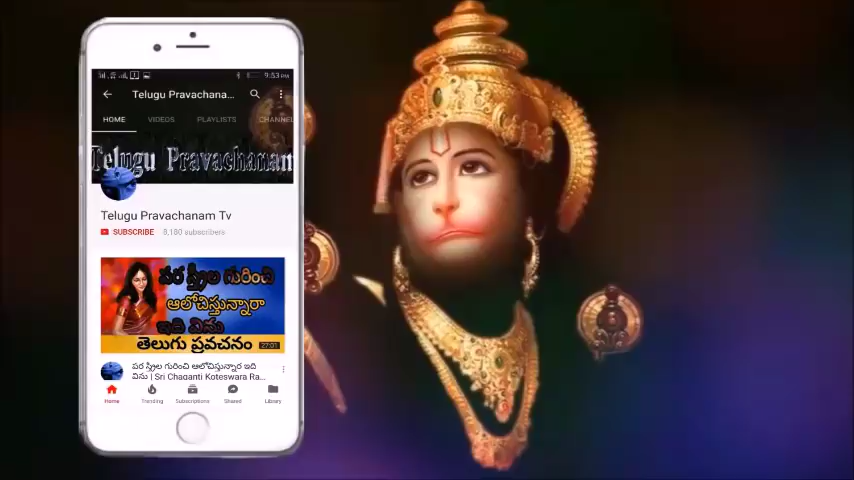 9:53 PM
Telugu Pravachana...
HOME VIDEOS PLAYLISTS CHANNEL
Telugu Pravachanam
Telugu Pravachanam Tv
SUBSCRIBE 8,180 subscribers
పర స్త్రీల గురించి
ఆలోచిస్తున్నారా
ఇది విను
తెలుగు ప్రవచనం 27:01
పర స్త్రీల గురించి ఆలోచిస్తున్నార ఇది
విను | Sri Chaganti Koteswara Ra...
Home Trending Subscriptions Shared Library